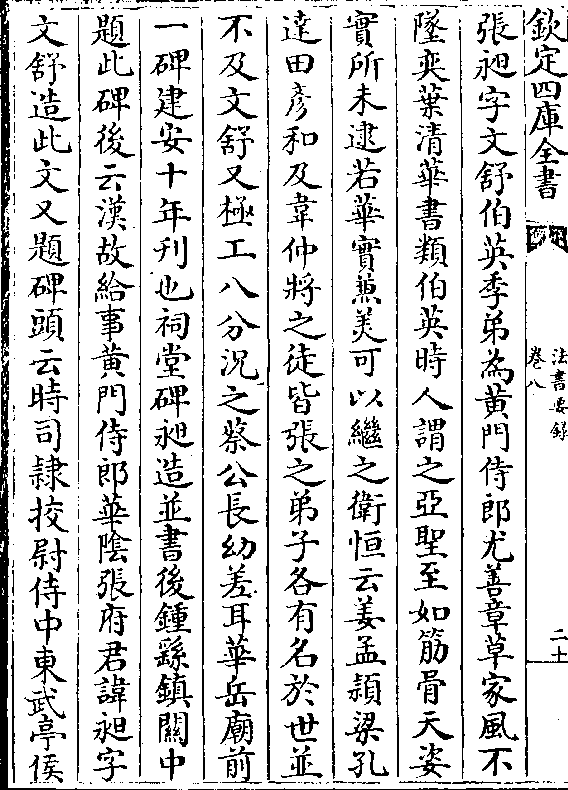 欽定四庫全書
法書要錄
卷八
二十
張昶字文舒伯英季弟為黃門侍郎尤善章草家風不
墜奕葉清華書類伯英時人謂之亞聖至如筋骨天姿
實所未逮若華實兼美可以繼之衛恒云姜孟頴梁孔
達田彥和及韋仲將之徒皆張之弟子各有名於世並
不及文舒又極工八分況之蔡公長幼差耳華岳廟前
一碑建安十年刊也祠堂碑昶造並書後鍾繇鎮關中
題此碑後云漢故給事黃門侍郎華陰張府君諱昶字
文舒造此文又題碑頭云時司隷挍尉侍中東武亭侯